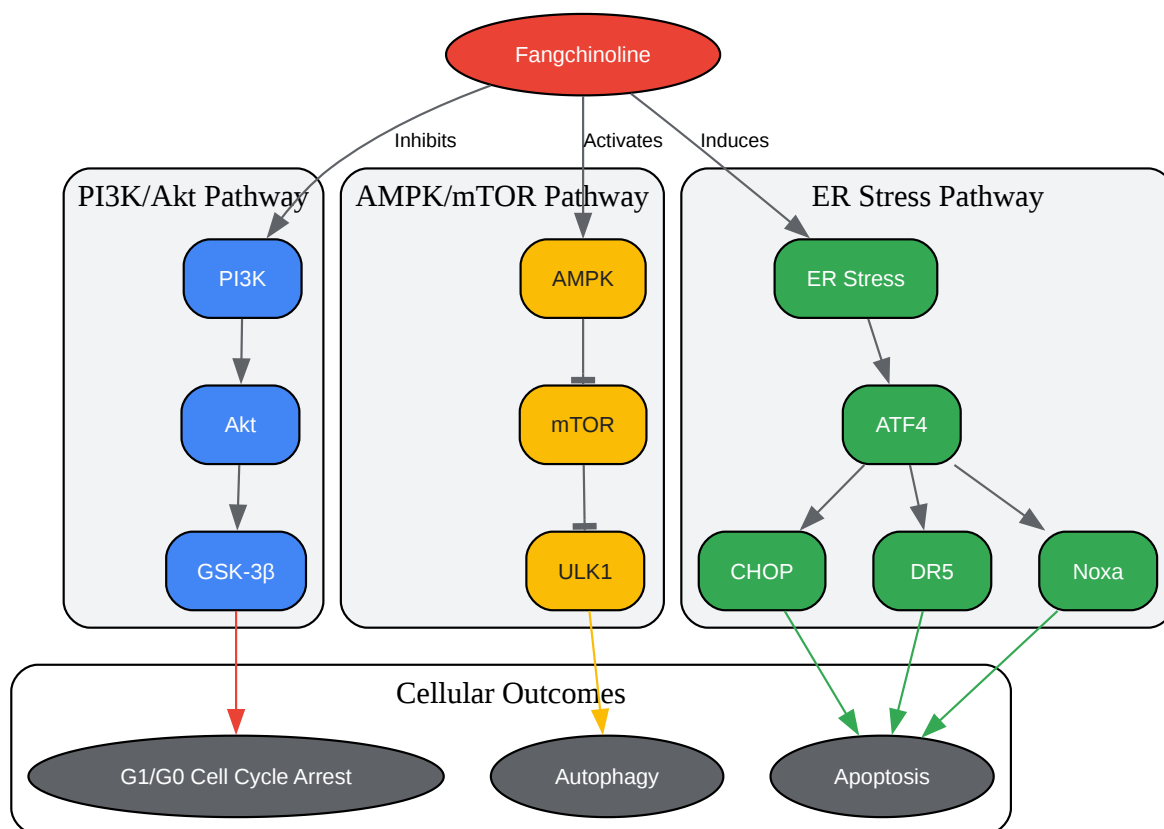 Fangchinoline
Inhibits
Activates
Induces
PI3K/Akt Pathway
AMPK/mTOR Pathway
ER Stress Pathway
PI3K
AMPK
ER Stress
Akt
mTOR
ATF4
GSK-3β
ULK1
CHOP
DR5
Noxa
Cellular Outcomes
G1/G0 Cell Cycle Arrest
Autophagy
Apoptosis